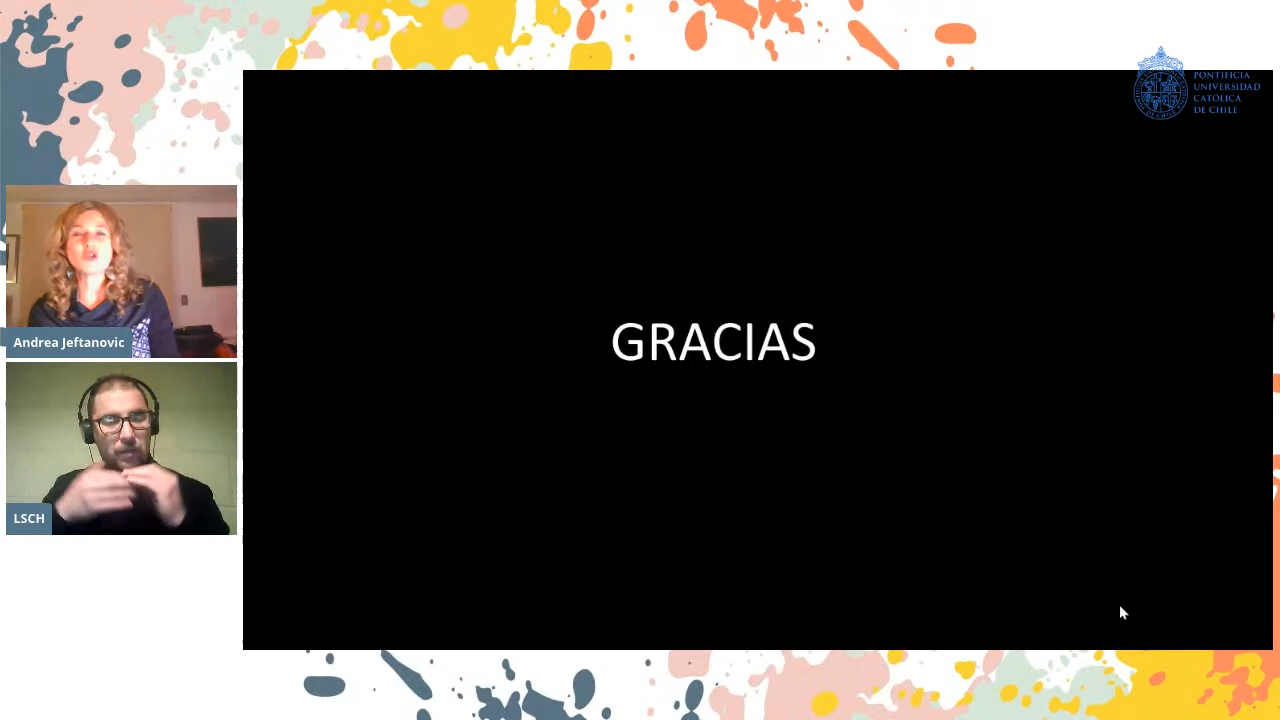 PONTIFICIA
UNIVERSIDAD
CATÓLICA
DE CHILE
Andrea Jeftanovic
GRACIAS
LSCH